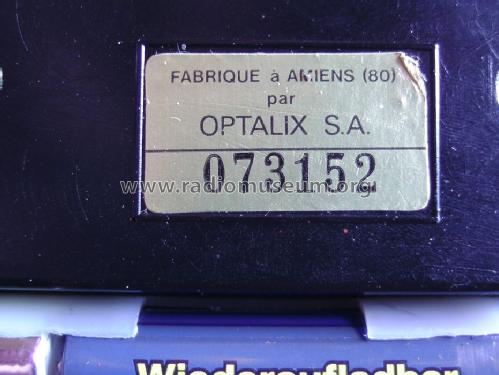 FABRIQUE à AMIENS (80)
par
OPTALIX S.A.
073152
www.radiomuseum.org
Wiederaufladbar